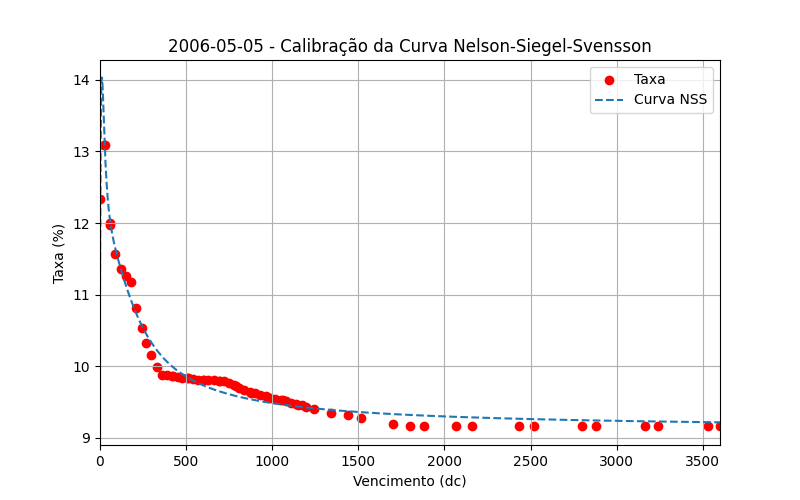 2006-05-05 - Calibração da Curva Nelson-Siegel-Svensson
Taxa
Curva NSS
Taxa (%)
14
13
12
11
10
9
0 500 1000 1500 2000 2500 3000 3500
Vencimento (dc)